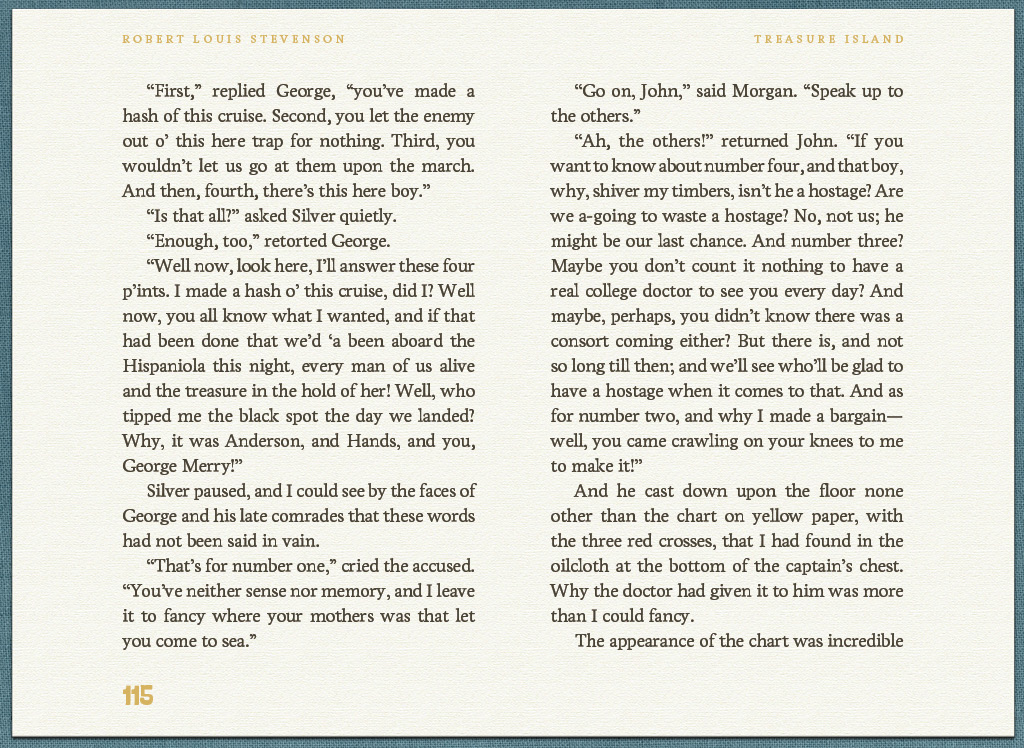 ROBERT LOUIS STEVENSON
“First,” replied George, “you’ve made a
hash of this cruise. Second, you let the enemy
out o’ this here trap for nothing. Third, you
wouldn’t let us go at them upon the march.
And then, fourth, there’s this here boy.”
“Is that all?” asked Silver quietly.
“Enough, too,” retorted George.
“Well now, look here, I’ll answer these four
p’ints. I made a hash o’ this cruise, did I? Well
now, you all know what I wanted, and if that
had been done that we’d ‘a been aboard the
Hispaniola this night, every man of us alive
and the treasure in the hold of her! Well, who
tipped me the black spot the day we landed?
Why, it was Anderson, and Hands, and you,
George Merry!”
Silver paused, and I could see by the faces of
George and his late comrades that these words
had not been said in vain.
“That’s for number one,” cried the accused.
“You’ve neither sense nor memory, and I leave
it to fancy where your mothers was that let
you come to sea.”
115
TREASURE ISLAND
“Go on, John,” said Morgan. “Speak up to
the others.”
“Ah, the others!” returned John. “If you
want to know about number four, and that boy,
why, shiver my timbers, isn’t he a hostage? Are
we a-going to waste a hostage? No, not us; he
might be our last chance. And number three?
Maybe you don’t count it nothing to have a
real college doctor to see you every day? And
maybe, perhaps, you didn’t know there was a
consort coming either? But there is, and not
so long till then; and we’ll see who’ll be glad to
have a hostage when it comes to that. And as
for number two, and why I made a bargain—
well, you came crawling on your knees to me
to make it!”
And he cast down upon the floor none
other than the chart on yellow paper, with
the three red crosses, that I had found in the
oilcloth at the bottom of the captain’s chest.
Why the doctor had given it to him was more
than I could fancy.
The appearance of the chart was incredible